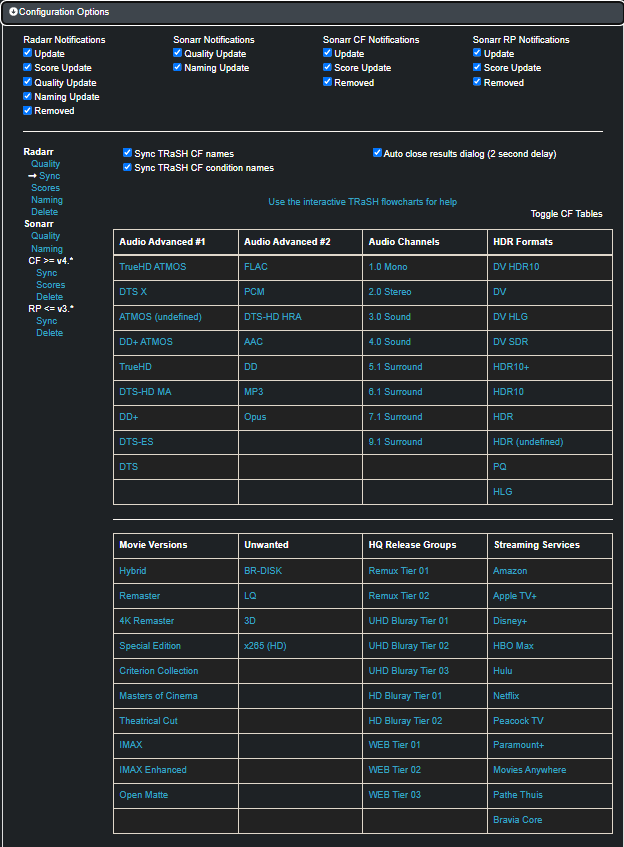 Configuration Options
Radarr Notifications Sonarr Notifications Sonarr CF Notifications Sonarr RP Notifications
Update Quality Update Update Update
Score Update Naming Update Score Update Score Update
Quality Update Removed Removed
Naming Update
Removed
Radarr
Quality
Sync
Scores
Naming
Delete
Sonarr
Quality
Naming
CF >= v4.*
Sync
Scores
Delete
RP <= v3.*
Sync
Delete
Sync TRaSH CF names Auto close results dialog (2 second delay)
Sync TRaSH CF condition names
Use the interactive TRaSH flowcharts for help
Toggle CF Tables
Audio Advanced #1 Audio Advanced #2 Audio Channels HDR Formats
TrueHD ATMOS FLAC 1.0 Mono DV HDR10
DTS X PCM 2.0 Stereo DV
ATMOS (undefined) DTS-HD HRA 3.0 Sound DV HLG
DD+ ATMOS AAC 4.0 Sound DV SDR
TrueHD DD 5.1 Surround HDR10+
DTS-HD MA MP3 6.1 Surround HDR10
DD+ Opus 7.1 Surround HDR
DTS-ES 9.1 Surround HDR (undefined)
DTS PQ
HLG
Movie Versions Unwanted HQ Release Groups Streaming Services
Hybrid BR-DISK Remux Tier 01 Amazon
Remaster LQ Remux Tier 02 Apple TV+
4K Remaster 3D UHD Bluray Tier 01 Disney+
Special Edition x265 (HD) UHD Bluray Tier 02 HBO Max
Criterion Collection UHD Bluray Tier 03 Hulu
Masters of Cinema HD Bluray Tier 01 Netflix
Theatrical Cut HD Bluray Tier 02 Peacock TV
IMAX WEB Tier 01 Paramount+
IMAX Enhanced WEB Tier 02 Movies Anywhere
Open Matte WEB Tier 03 Pathe Thuis
Bravia Core